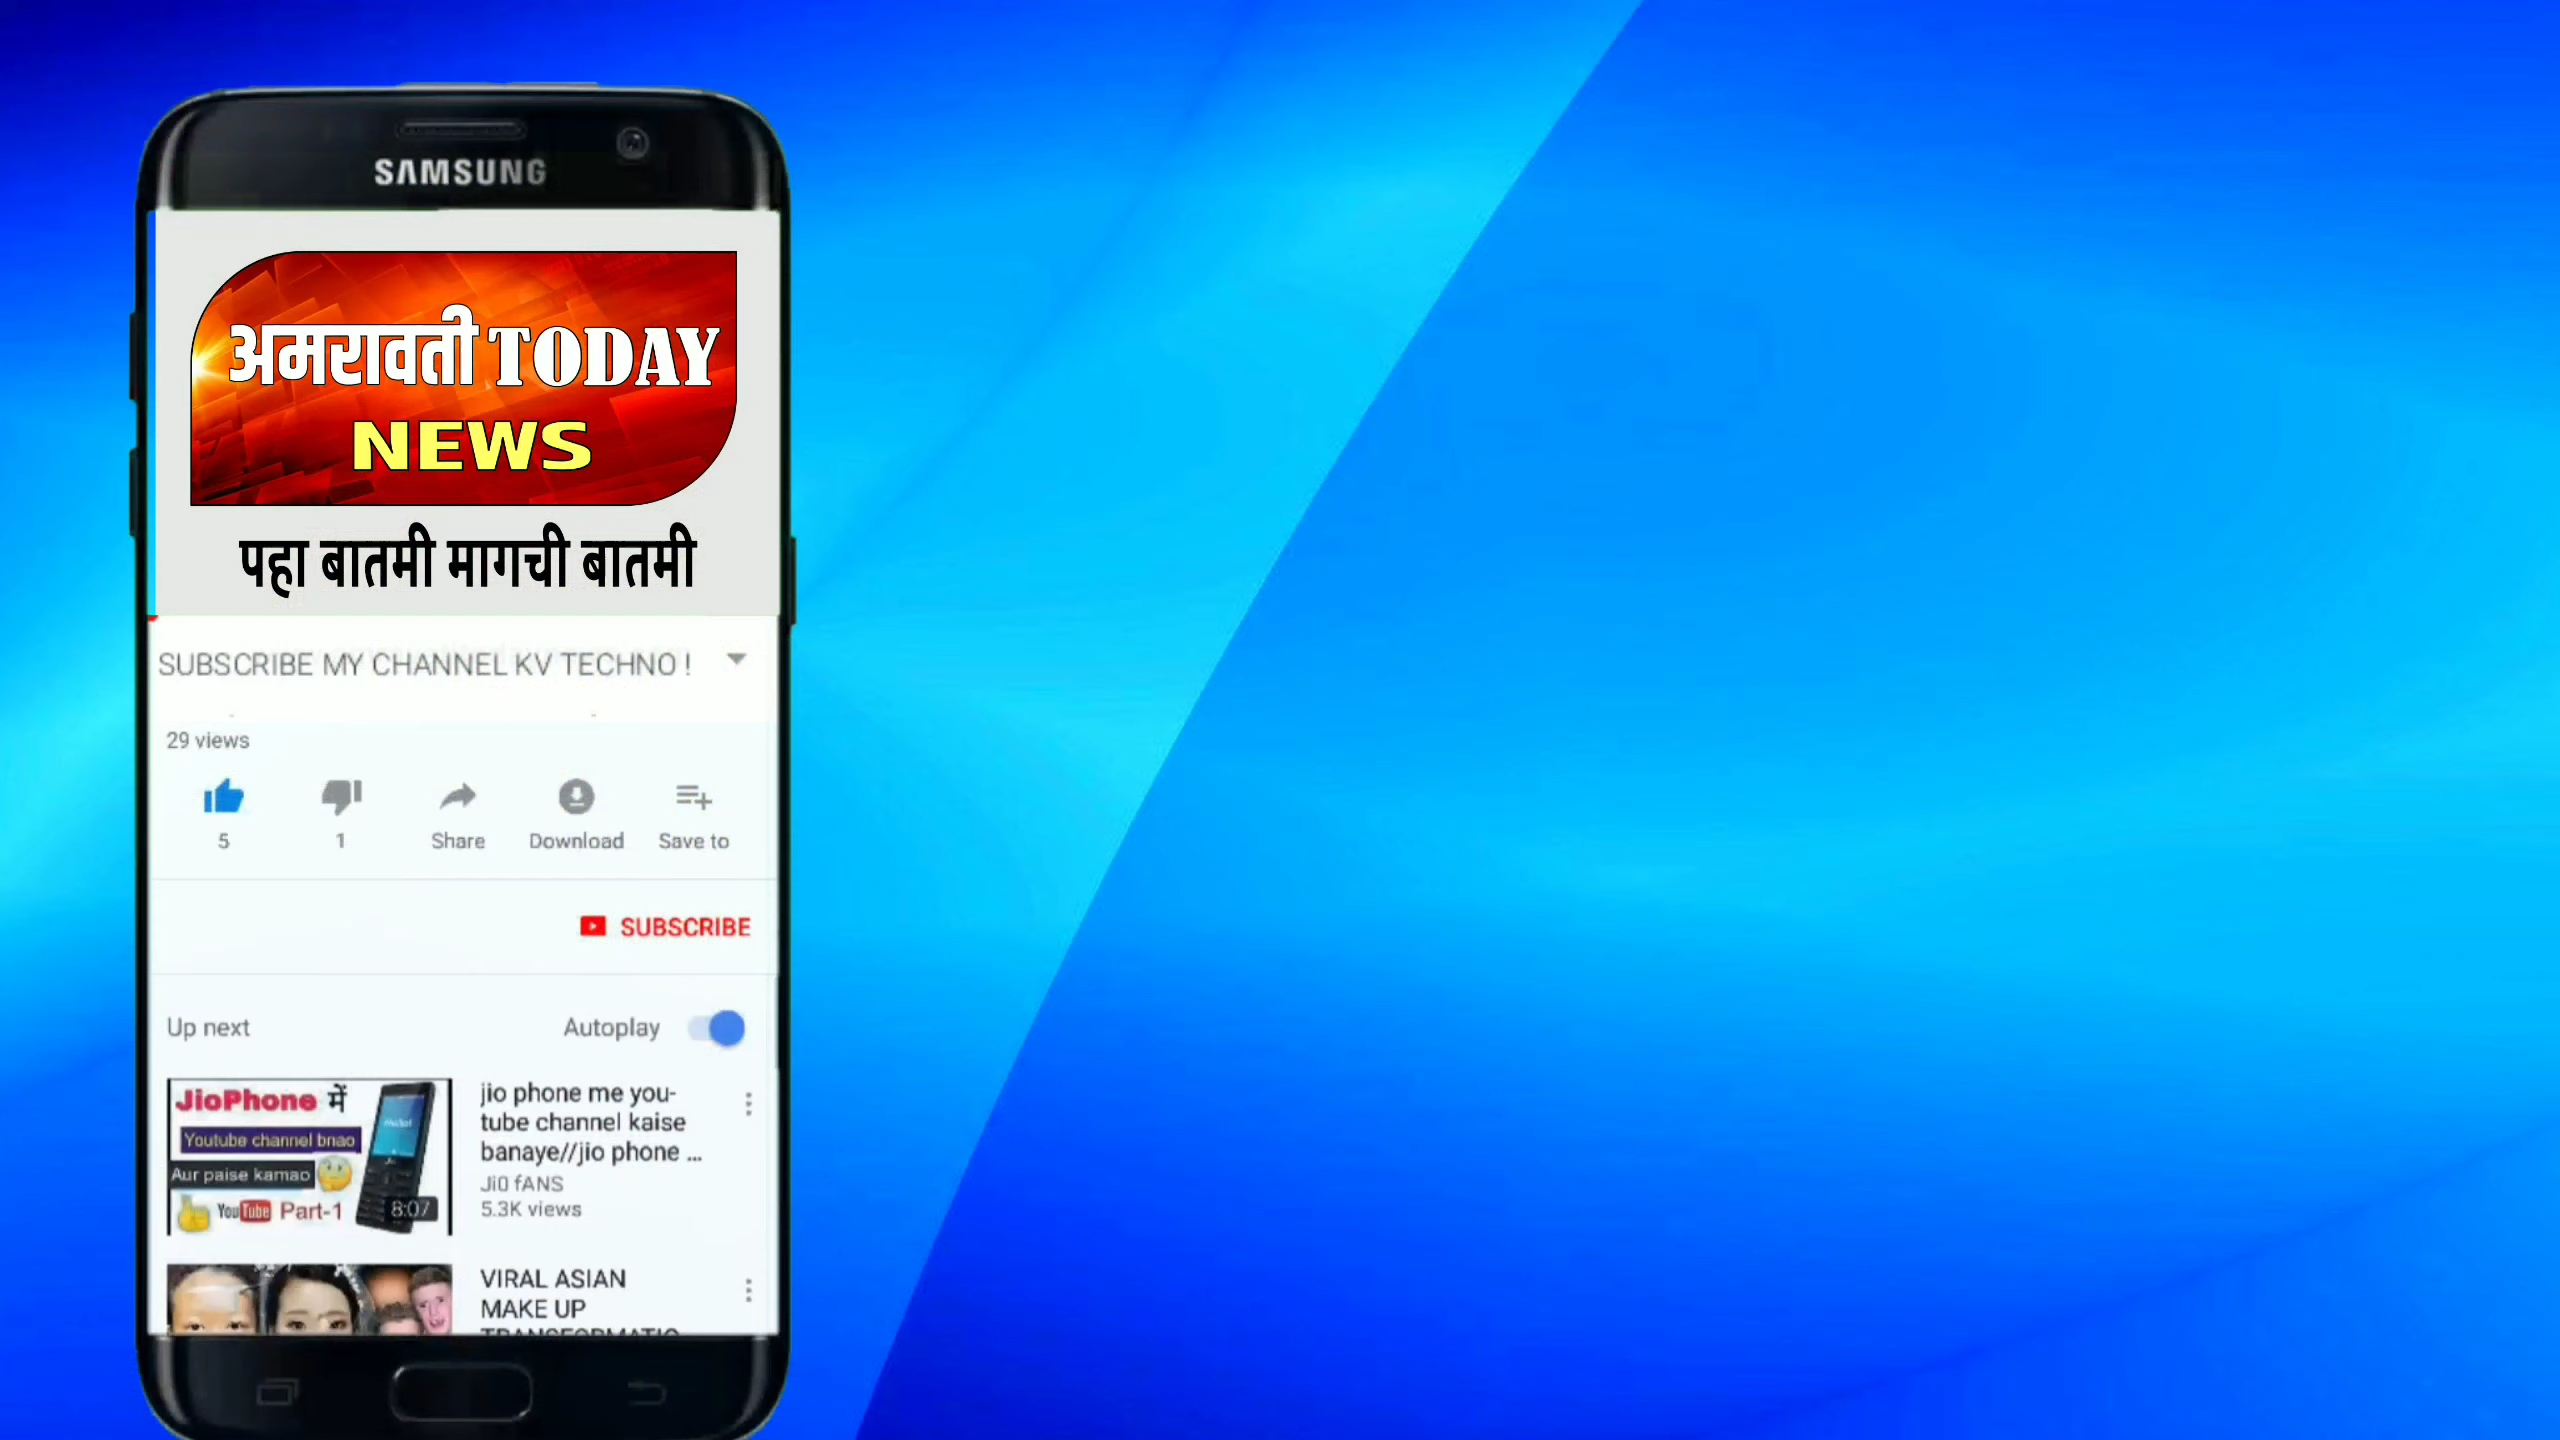 SAMSUNG
अमरावती TODAY
NEWS
पहा बातमी मागची बातमी
SUBSCRIBE MY CHANNEL KV TECHNO !
29 views
5
1
Share
Download
Save to
SUBSCRIBE
Up next
Autoplay
JioPhone में
Youtube channel bnao
Aur paise kamao
YouTube Part-1
8:07
jio phone me you-
tube channel kaise
banaye//jio phone ...
Ji0 fANS
5.3K views
VIRAL ASIAN
MAKE UP